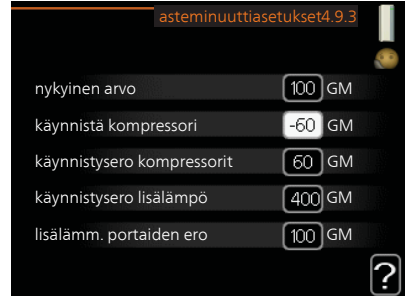 asteminuuttiasetukset4.9.3
nykyinen arvo 100 GM
käynnistä kompressori -60 GM
käynnistysero kompressorit 60 GM
käynnistysero lisälämpö 400 GM
lisälämm. portaiden ero 100 GM
?